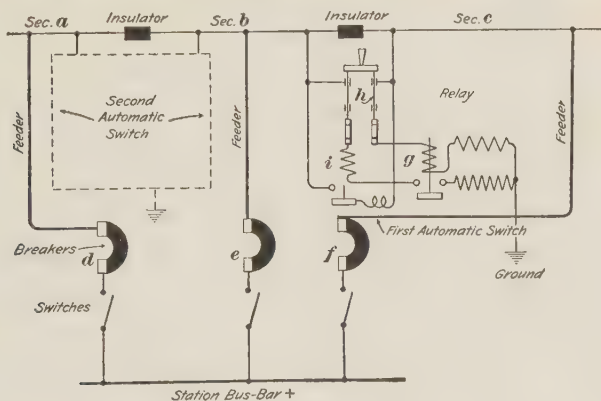 Sec. a
Insulator
Sec. b
Insulator
Sec. c
Second
Automatic
Switch
h
Relay
Feeder
Feeder
Feeder
i
g
Breakers
d
e
f
First Automatic Switch
Ground
Switches
Station Bus-Bar +